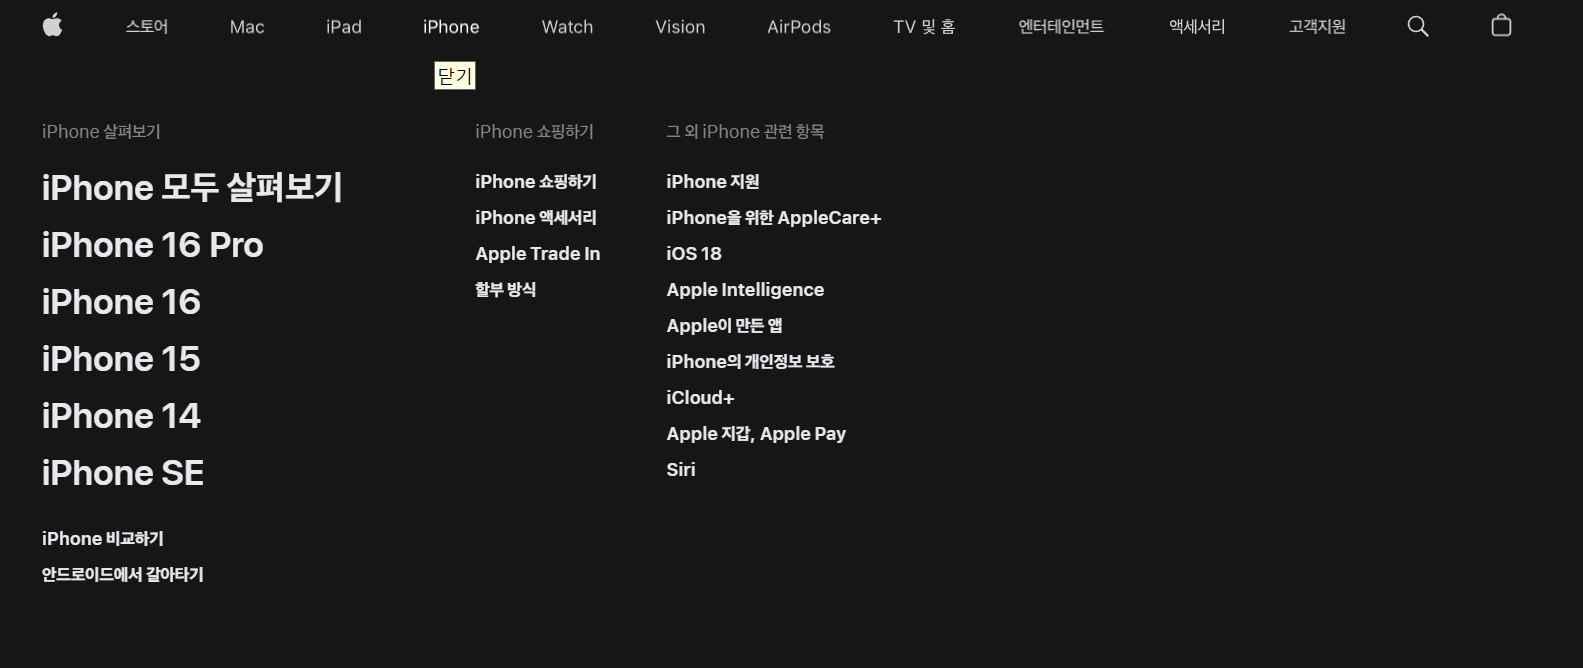 스토어 Mac iPad iPhone Watch Vision AirPods TV 및 홈 엔터테인먼트 액세서리 고객지원
닫기
iPhone 살펴보기
iPhone 모두 살펴보기
iPhone 16 Pro
iPhone 16
iPhone 15
iPhone 14
iPhone SE
iPhone 비교하기
안드로이드에서 갈아타기
iPhone 쇼핑하기
iPhone 쇼핑하기
iPhone 액세서리
Apple Trade In
할부 방식
그 외 iPhone 관련 항목
iPhone 지원
iPhone을 위한 AppleCare+
iOS 18
Apple Intelligence
Apple이 만든 앱
iPhone의 개인정보 보호
iCloud+
Apple 지갑, Apple Pay
Siri